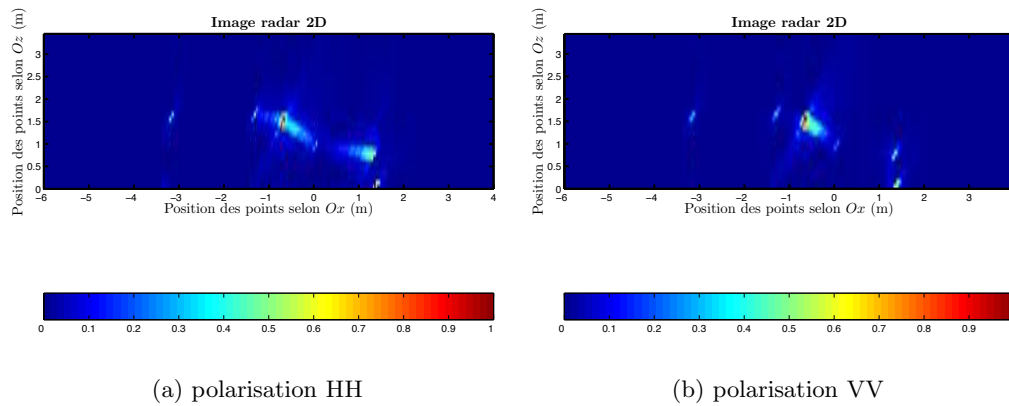 Image radar 2D
Position des points selon Oz (m)
3
2.5
2
1.5
1
0.5
0
-6 -5 -4 -3 -2 -1 0 1 2 3 4
Position des points selon Ox (m)
0 0.1 0.2 0.3 0.4 0.5 0.6 0.7 0.8 0.9 1
(a) polarisation HH
Image radar 2D
Position des points selon Oz (m)
3
2.5
2
1.5
1
0.5
0
-6 -5 -4 -3 -2 -1 0 1 2 3
Position des points selon Ox (m)
0 0.1 0.2 0.3 0.4 0.5 0.6 0.7 0.8 0.9
(b) polarisation VV